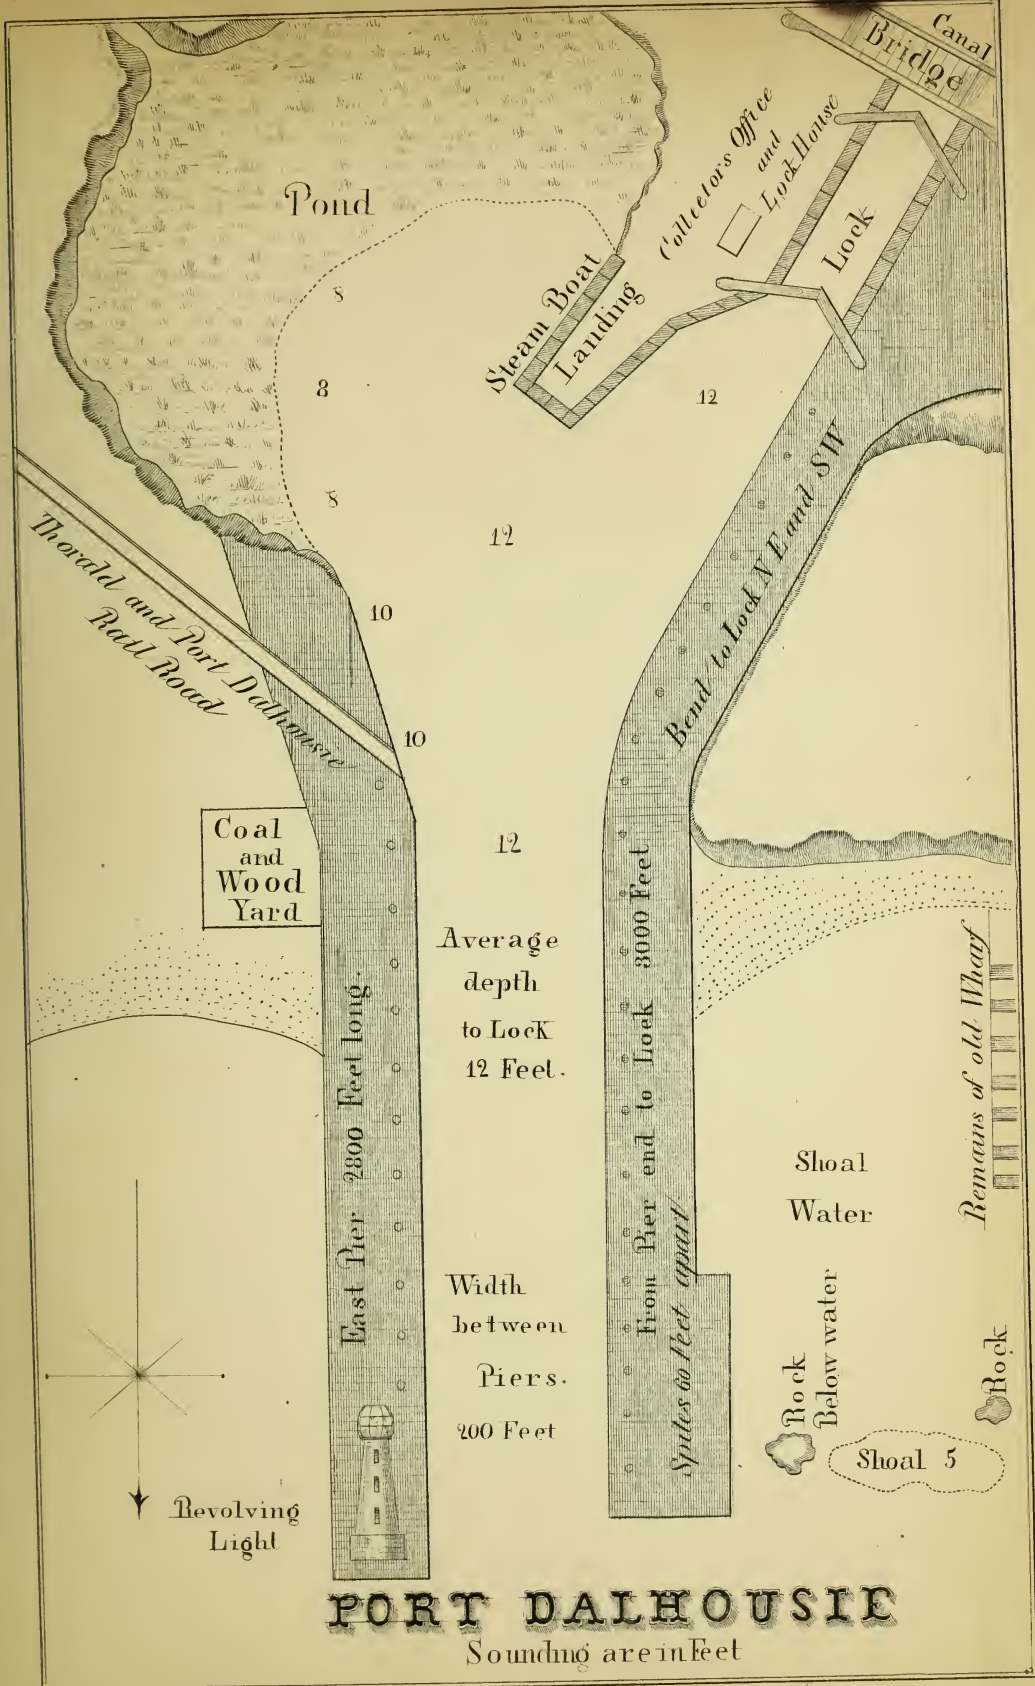 Canal
Bridge
Collectors Office
and
Lock House
Lock
Pond
Steam Boat
Landing
8
8
8
12
12
10
10
12
Bend to Lock N E and S W
Thorald and Port Dalhousie
Rail Road
Coal
and
Wood
Yard
Average
depth
to Lock
12 Feet.
East Pier 2800 Feet long.
From Pier end to Lock 3000 Feet
Spiles 60 Feet apart
Remains of old Wharf
Shoal
Water
Width
between
Piers.
200 Feet
Rock
Below water
Rock
Shoal 5
Revolving
Light
PORT DALHOUSIE
Sounding are in Feet